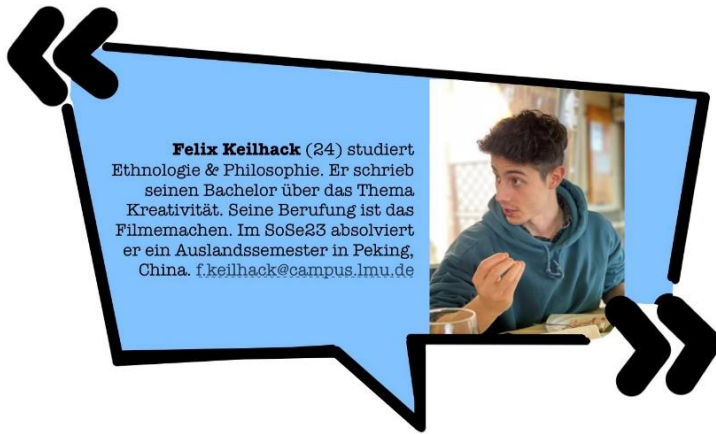 Felix Keilhack (24) studiert
Ethnologie & Philosophie. Er schrieb
seinen Bachelor über das Thema
Kreativität. Seine Berufung ist das
Filmemachen. Im SoSe23 absolviert
er ein Auslandssemester in Peking,
China. f.keilhack@campus.lmu.de